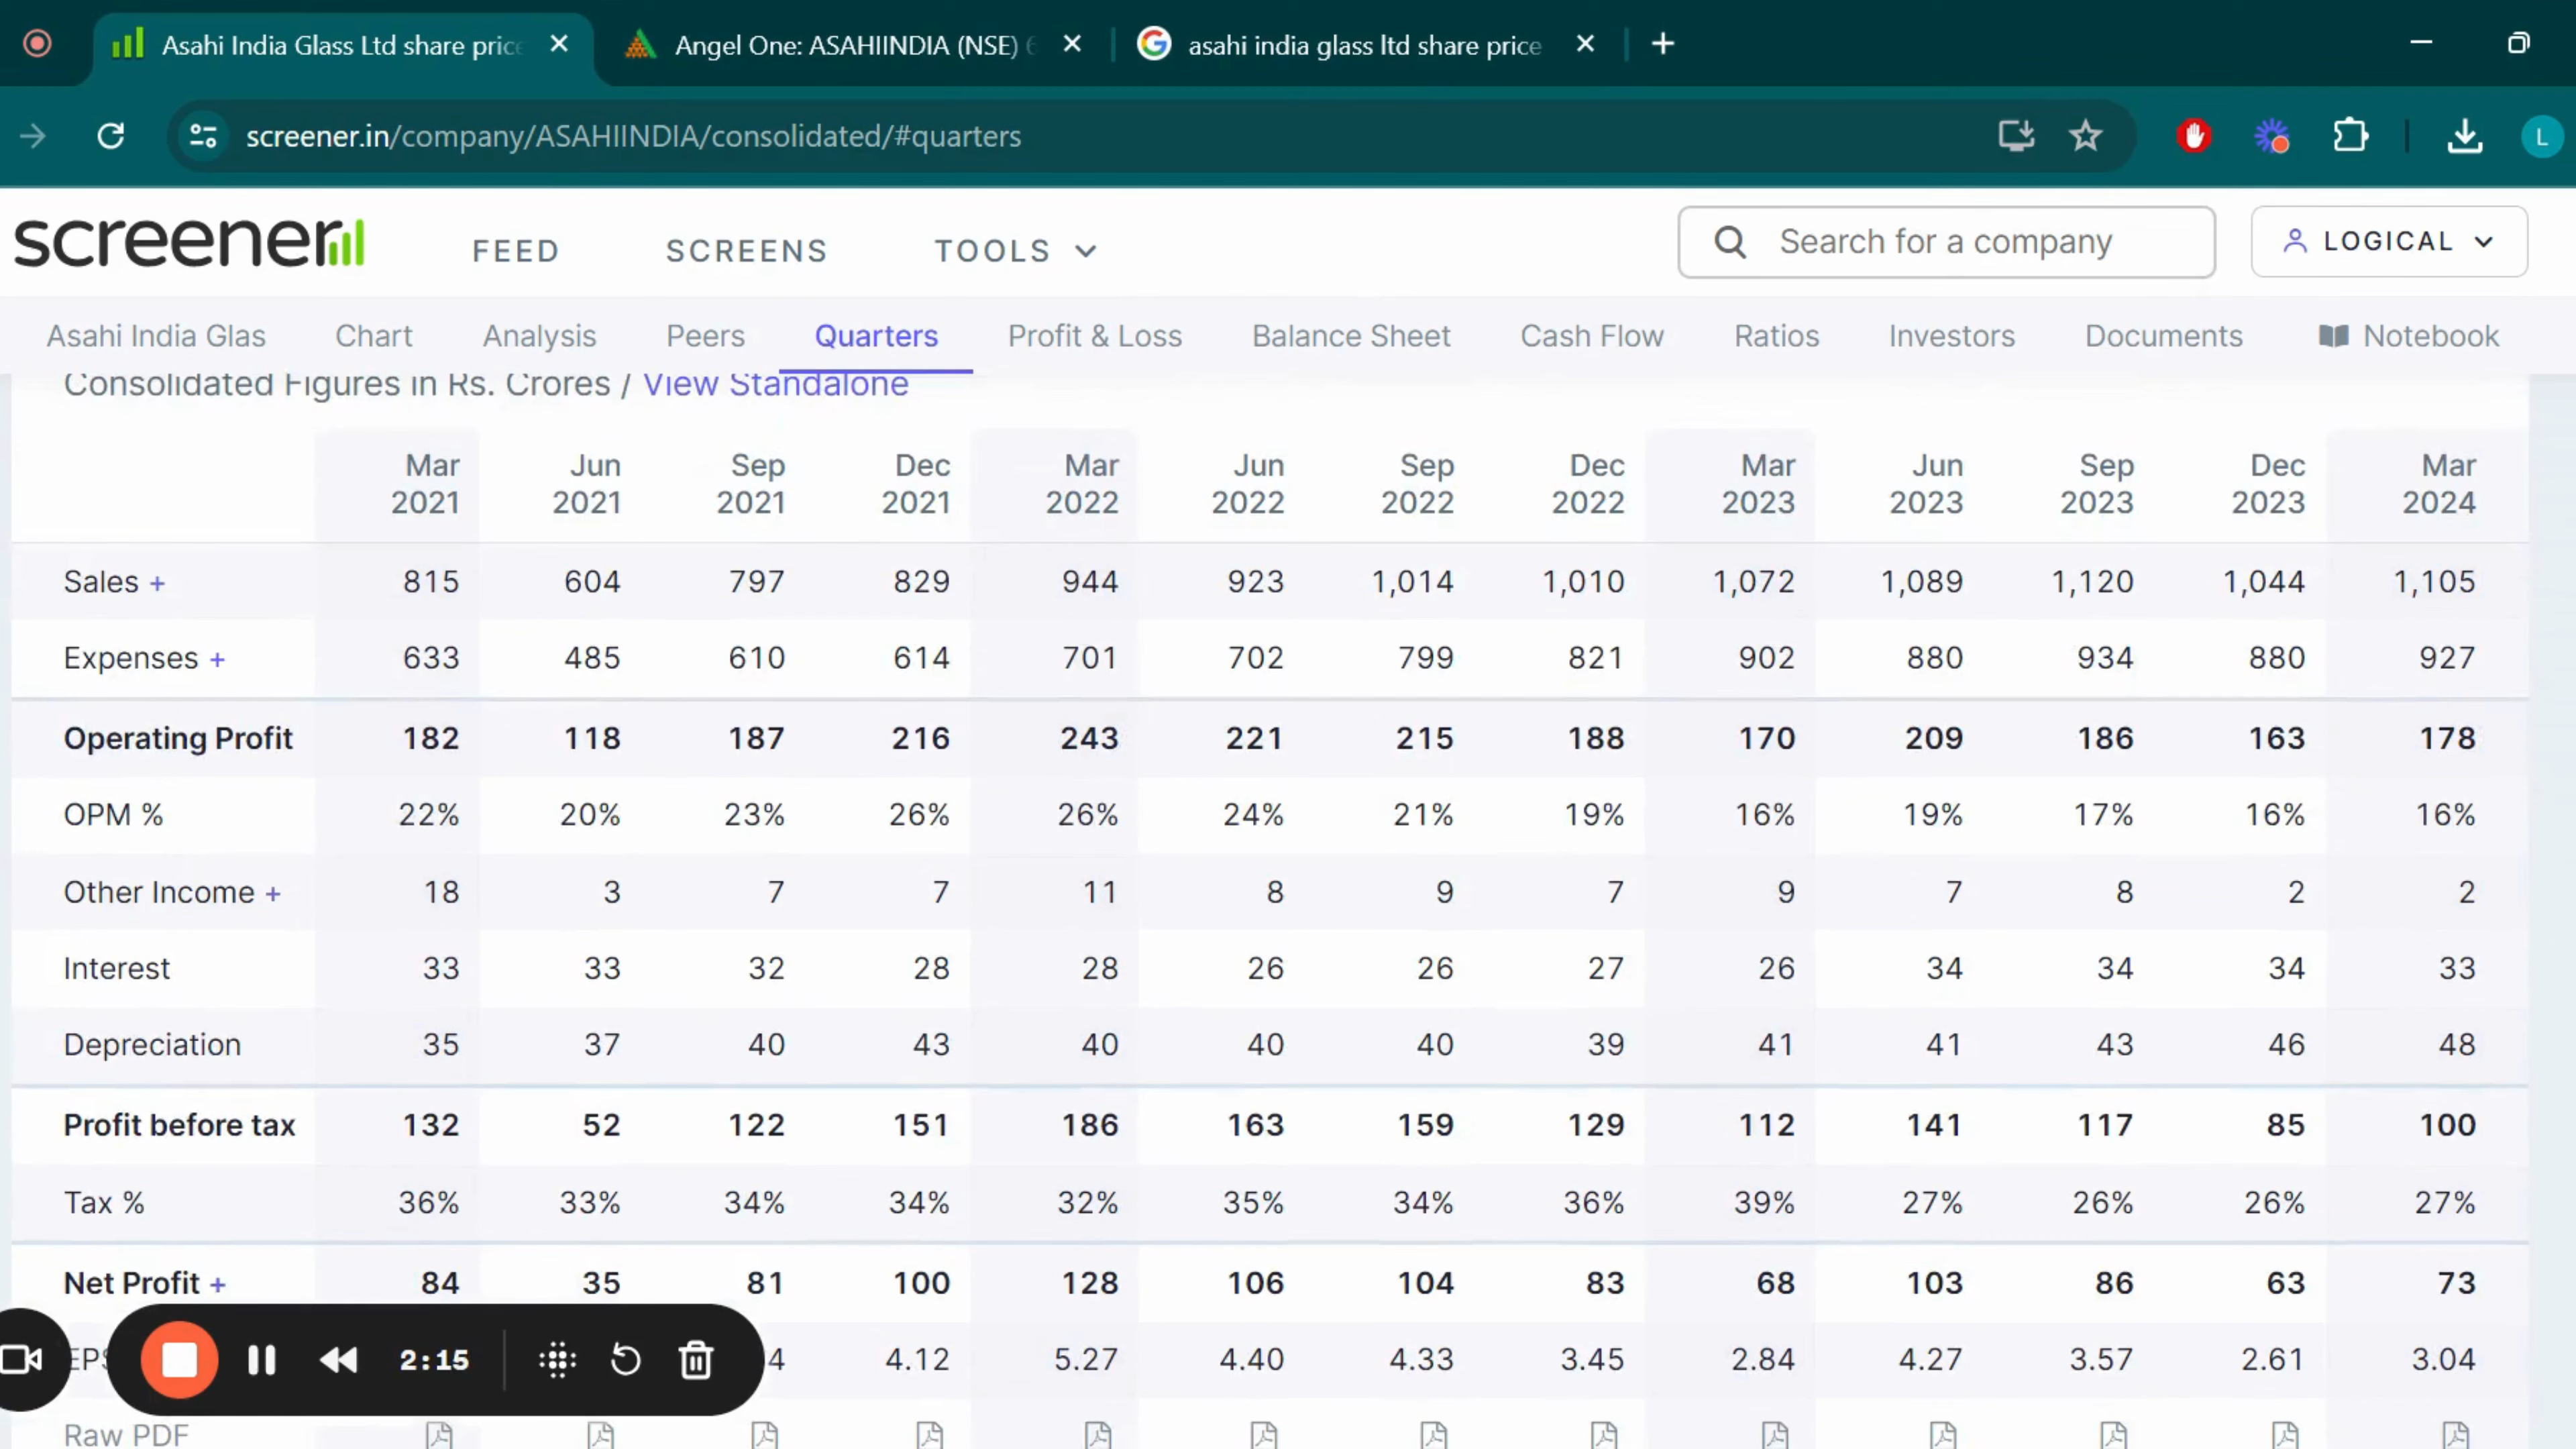 Asahi India Glass Ltd share price
Angel One: ASAHIINDIA (NSE)
asahi india glass ltd share price
screener.in/company/ASAHIINDIA/consolidated/#quarters
L
screener
FEED SCREENS TOOLS
Search for a company
LOGICAL
Asahi India Glas Chart Analysis Peers Quarters Profit & Loss Balance Sheet Cash Flow Ratios Investors Documents Notebook
Consolidated Figures in Rs. Crores / View Standalone
Mar 2021 Jun 2021 Sep 2021 Dec 2021 Mar 2022 Jun 2022 Sep 2022 Dec 2022 Mar 2023 Jun 2023 Sep 2023 Dec 2023 Mar 2024
Sales + 815 604 797 829 944 923 1,014 1,010 1,072 1,089 1,120 1,044 1,105
Expenses + 633 485 610 614 701 702 799 821 902 880 934 880 927
Operating Profit 182 118 187 216 243 221 215 188 170 209 186 163 178
OPM % 22% 20% 23% 26% 26% 24% 21% 19% 16% 19% 17% 16% 16%
Other Income + 18 3 7 7 11 8 9 7 9 7 8 2 2
Interest 33 33 32 28 28 26 26 27 26 34 34 34 33
Depreciation 35 37 40 43 40 40 40 39 41 41 43 46 48
Profit before tax 132 52 122 151 186 163 159 129 112 141 117 85 100
Tax % 36% 33% 34% 34% 32% 35% 34% 36% 39% 27% 26% 26% 27%
Net Profit + 84 35 81 100 128 106 104 83 68 103 86 63 73
EPS 4 4.12 5.27 4.40 4.33 3.45 2.84 4.27 3.57 2.61 3.04
2:15
Raw PDF